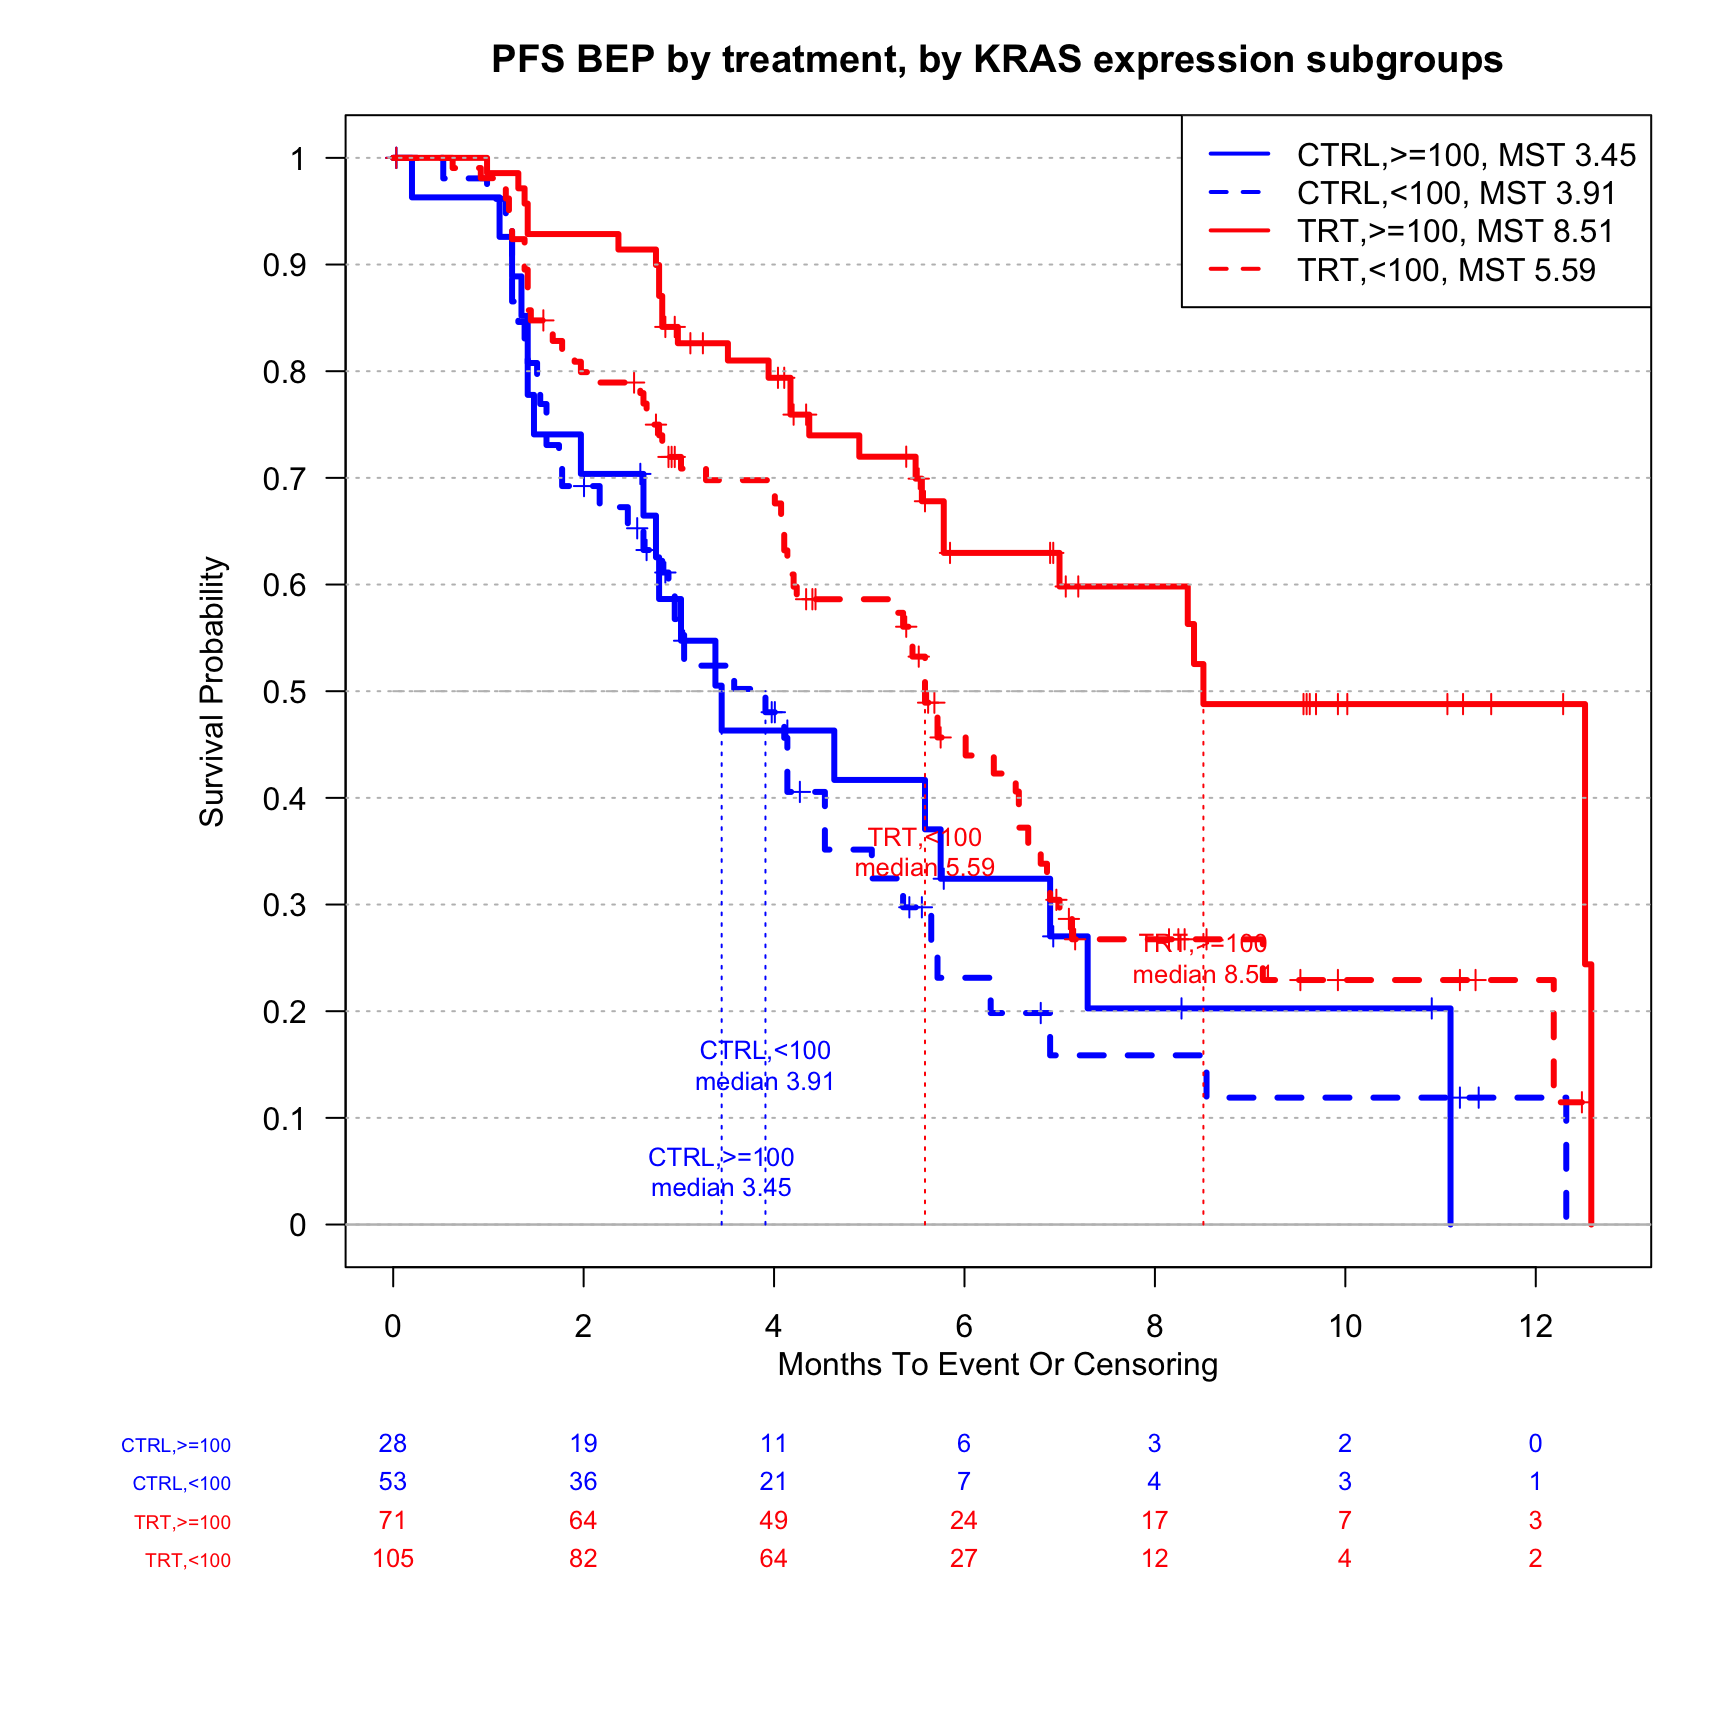 PFS BEP by treatment, by KRAS expression subgroups
CTRL,>=100, MST 3.45
CTRL,<100, MST 3.91
TRT,>=100, MST 8.51
TRT,<100, MST 5.59
Survival Probability
1
0.9
0.8
0.7
0.6
0.5
0.4
0.3
0.2
0.1
0
TRT,<100
median 5.59
TRT,>=100
median 8.51
CTRL,<100
median 3.91
CTRL,>=100
median 3.45
0 2 4 6 8 10 12
Months To Event Or Censoring
CTRL,>=100 28 19 11 6 3 2 0
CTRL,<100 53 36 21 7 4 3 1
TRT,>=100 71 64 49 24 17 7 3
TRT,<100 105 82 64 27 12 4 2